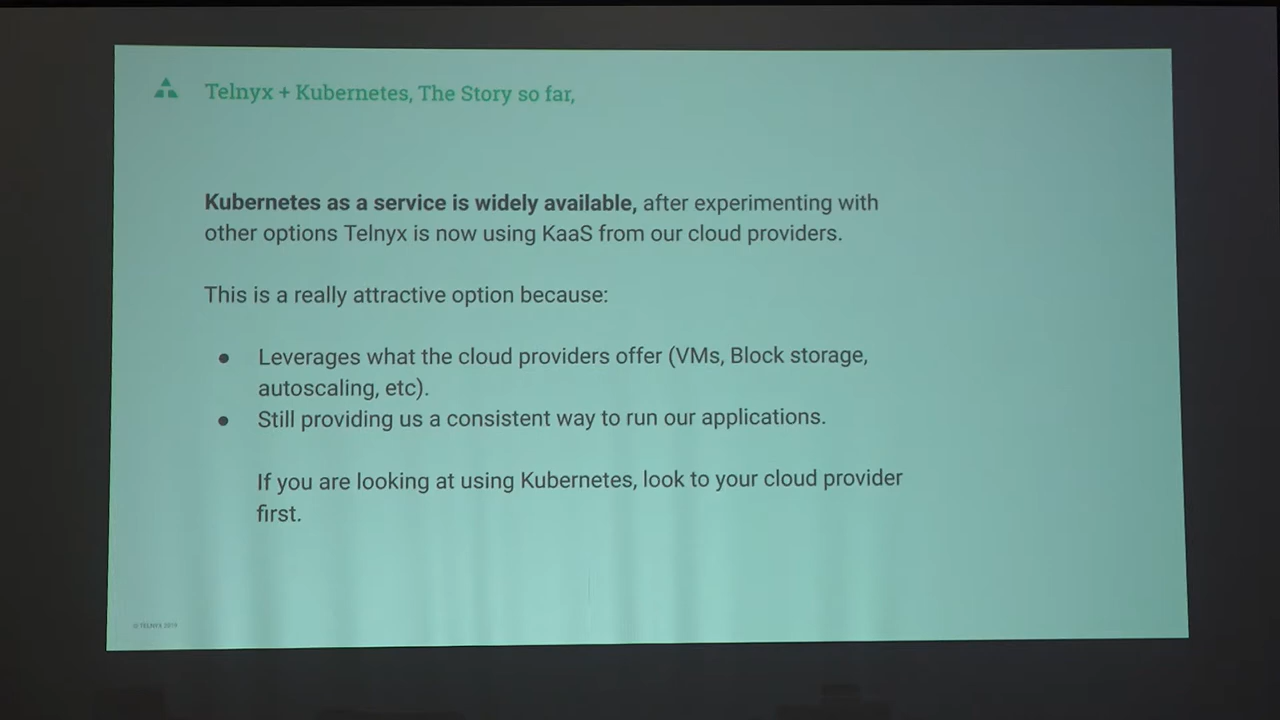 Telnyx + Kubernetes, The Story so far,
Kubernetes as a service is widely available, after experimenting with
other options Telnyx is now using KaaS from our cloud providers.
This is a really attractive option because:
● Leverages what the cloud providers offer (VMs, Block storage,
autoscaling, etc).
● Still providing us a consistent way to run our applications.
If you are looking at using Kubernetes, look to your cloud provider
first.
© TELNYX 2019